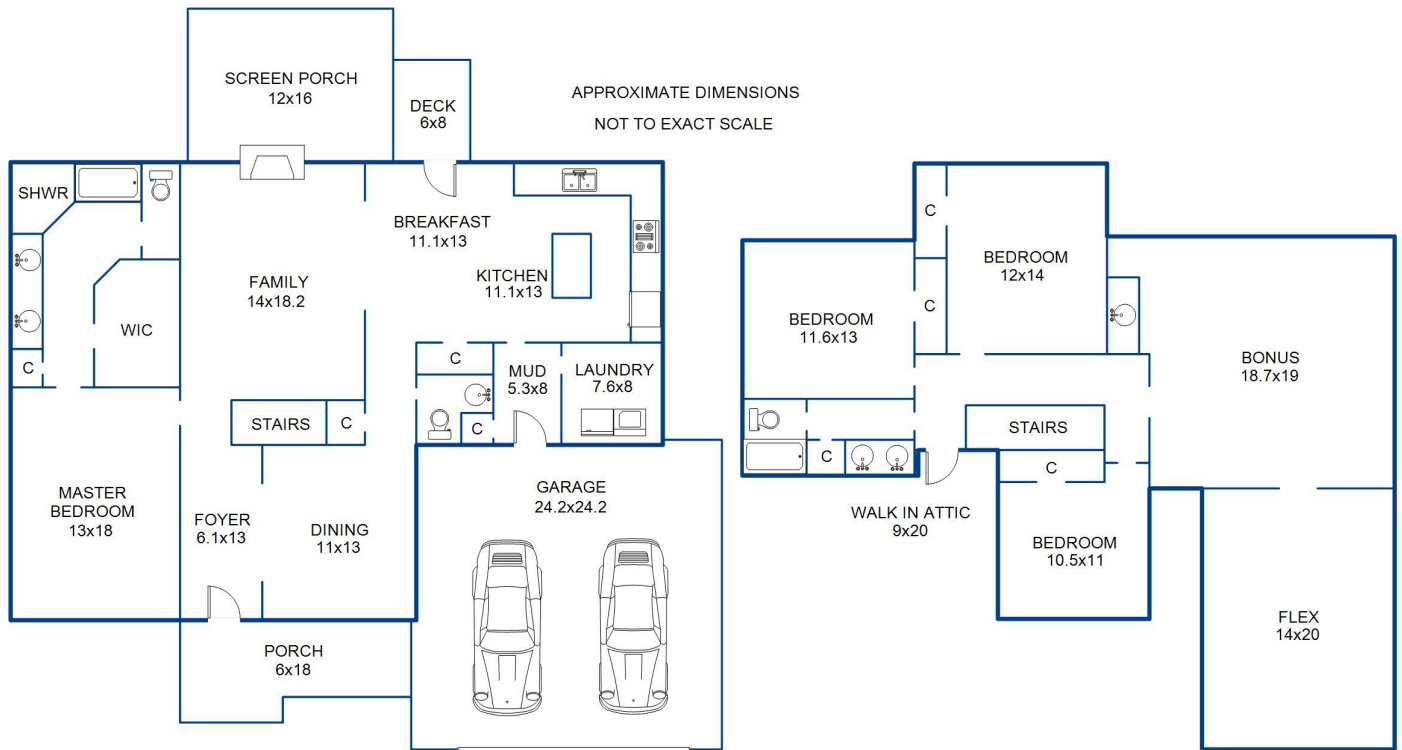 SCREEN PORCH
12x16
DECK
6x8
APPROXIMATE DIMENSIONS
NOT TO EXACT SCALE
SHWR
BREAKFAST
11.1x13
FAMILY
14x18.2
KITCHEN
11.1x13
WIC
C
C
MUD
5.3x8
LAUNDRY
7.6x8
STAIRS
C
C
MASTER
BEDROOM
13x18
FOYER
6.1x13
DINING
11x13
GARAGE
24.2x24.2
PORCH
6x18
C
BEDROOM
12x14
C
BEDROOM
11.6x13
BONUS
18.7x19
STAIRS
C
C
WALK IN ATTIC
9x20
BEDROOM
10.5x11
FLEX
14x20